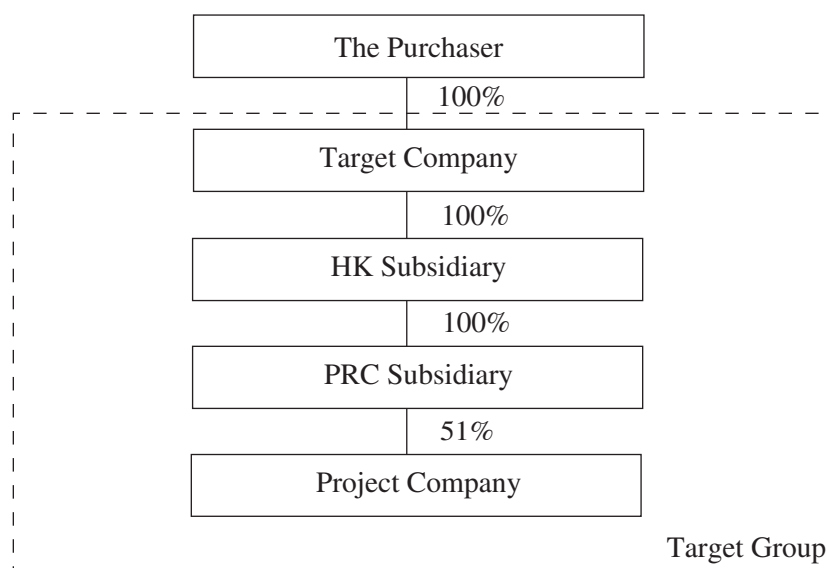 The Purchaser
100%
Target Company
100%
HK Subsidiary
100%
PRC Subsidiary
51%
Project Company
Target Group